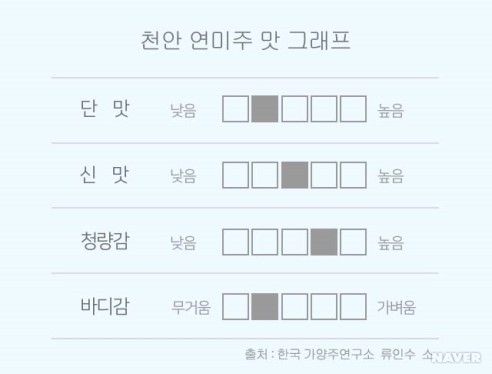 천안 연미주 맛 그래프
단 맛 낮음 높음
신 맛 낮음 높음
청량감 낮음 높음
바디감 무거움 가벼움
출처 : 한국 가양주연구소 류인수 소
NAVER